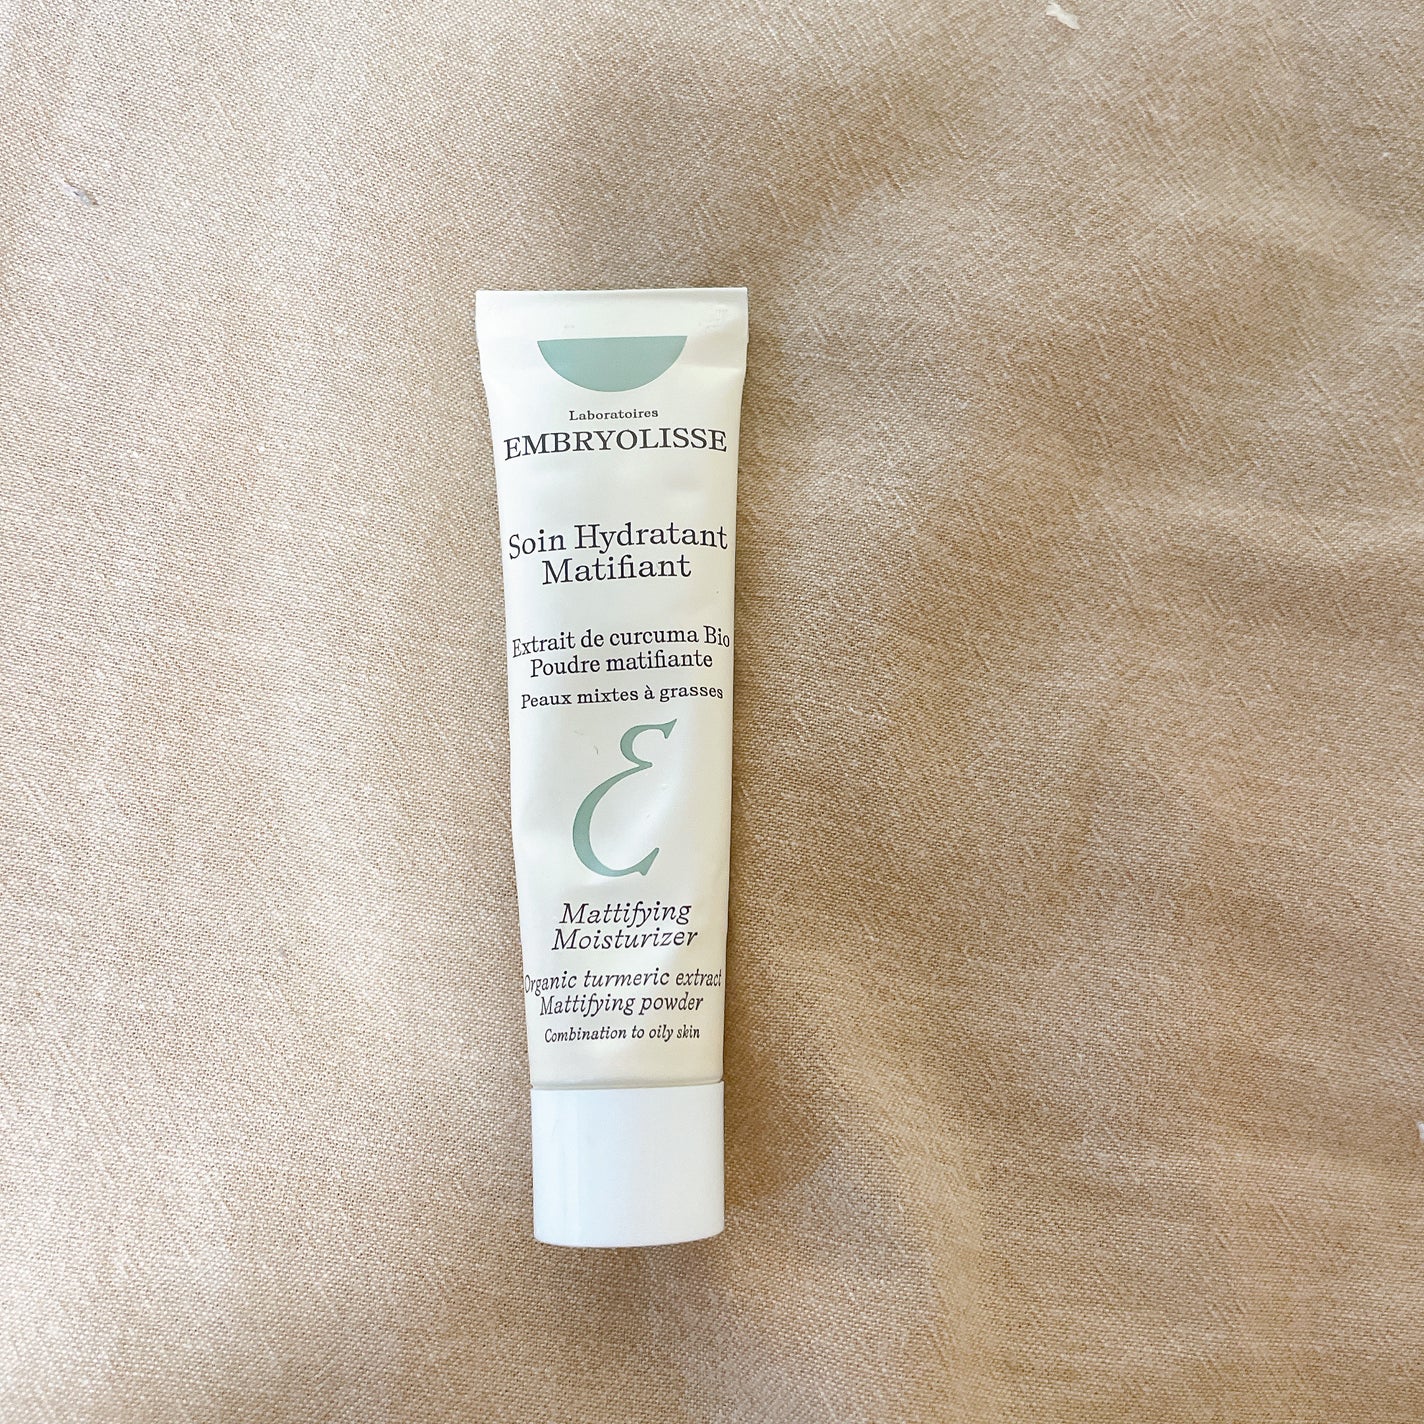 Laboratoires
EMBRYOLISSE
Soin Hydratant
Matifiant
Extrait de curcuma Bio
Poudre matifiante
Peaux mixtes à grasses
E
Mattifying
Moisturizer
Organic turmeric extract
Mattifying powder
Combination to oily skin